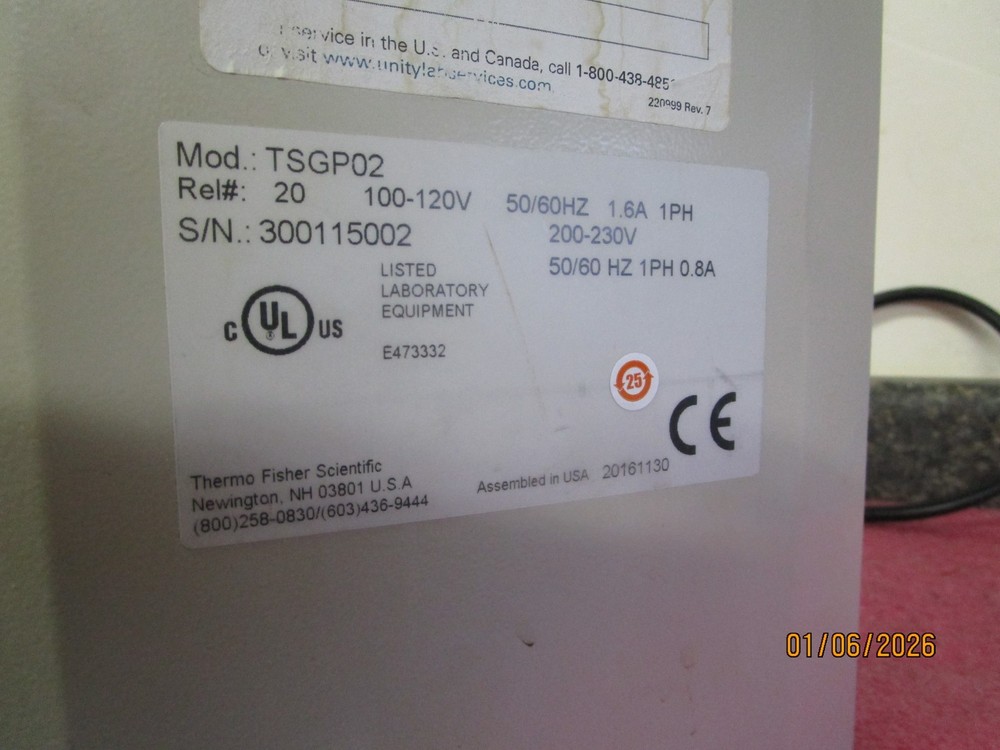 service in the U.S. and Canada, call 1-800-438-485
or visit www.unitylabservices.com
220999 Rev. 7
Mod.: TSGP02
Rel#: 20 100-120V 50/60HZ 1.6A 1PH
S/N.: 300115002 200-230V
50/60 HZ 1PH 0.8A
LISTED
LABORATORY
EQUIPMENT
C UL US
®
E473332
25
CE
Thermo Fisher Scientific
Newington, NH 03801 U.S.A
(800)258-0830/(603)436-9444
Assembled in USA 20161130
01/06/2026